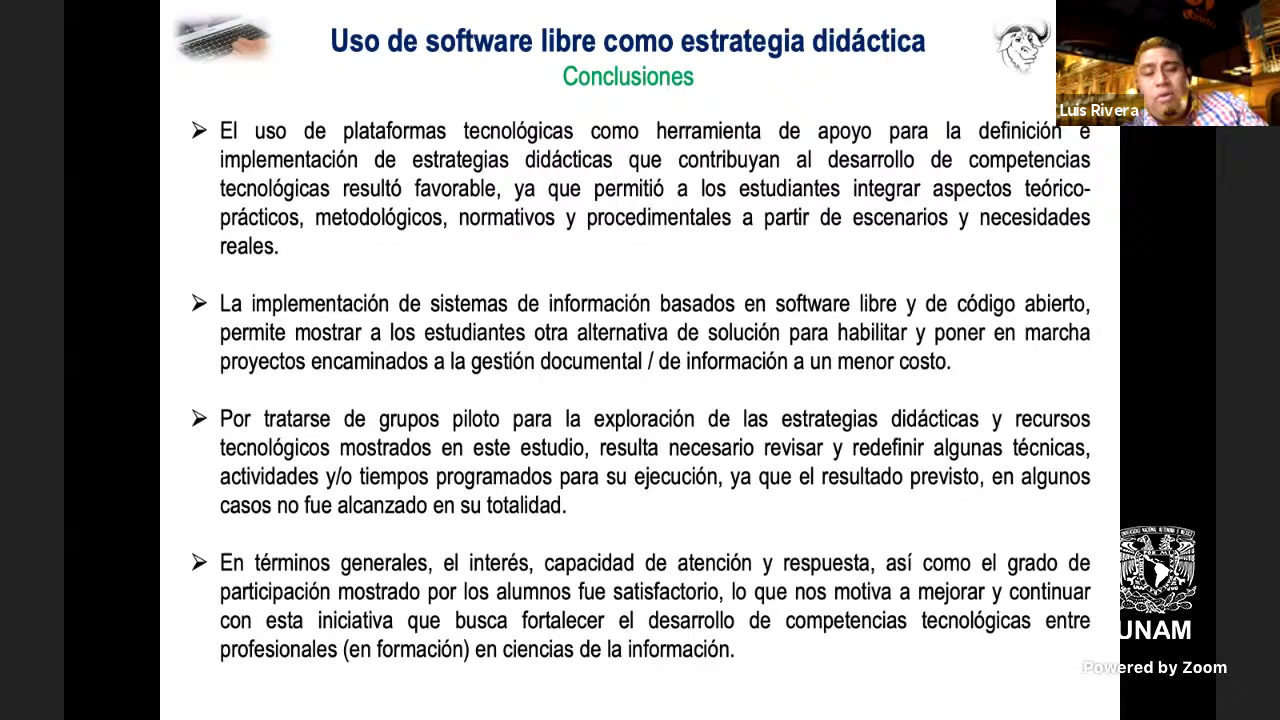 Uso de software libre como estrategia didáctica
Conclusiones
Luis Rivera
➢ El uso de plataformas tecnológicas como herramienta de apoyo para la definición e
implementación de estrategias didácticas que contribuyan al desarrollo de competencias
tecnológicas resultó favorable, ya que permitió a los estudiantes integrar aspectos teórico-
prácticos, metodológicos, normativos y procedimentales a partir de escenarios y necesidades
reales.
➢ La implementación de sistemas de información basados en software libre y de código abierto,
permite mostrar a los estudiantes otra alternativa de solución para habilitar y poner en marcha
proyectos encaminados a la gestión documental / de información a un menor costo.
➢ Por tratarse de grupos piloto para la exploración de las estrategias didácticas y recursos
tecnológicos mostrados en este estudio, resulta necesario revisar y redefinir algunas técnicas,
actividades y/o tiempos programados para su ejecución, ya que el resultado previsto, en algunos
casos no fue alcanzado en su totalidad.
➢ En términos generales, el interés, capacidad de atención y respuesta, así como el grado de
participación mostrado por los alumnos fue satisfactorio, lo que nos motiva a mejorar y continuar
con esta iniciativa que busca fortalecer el desarrollo de competencias tecnológicas entre
profesionales (en formación) en ciencias de la información.
UNAM
Powered by Zoom